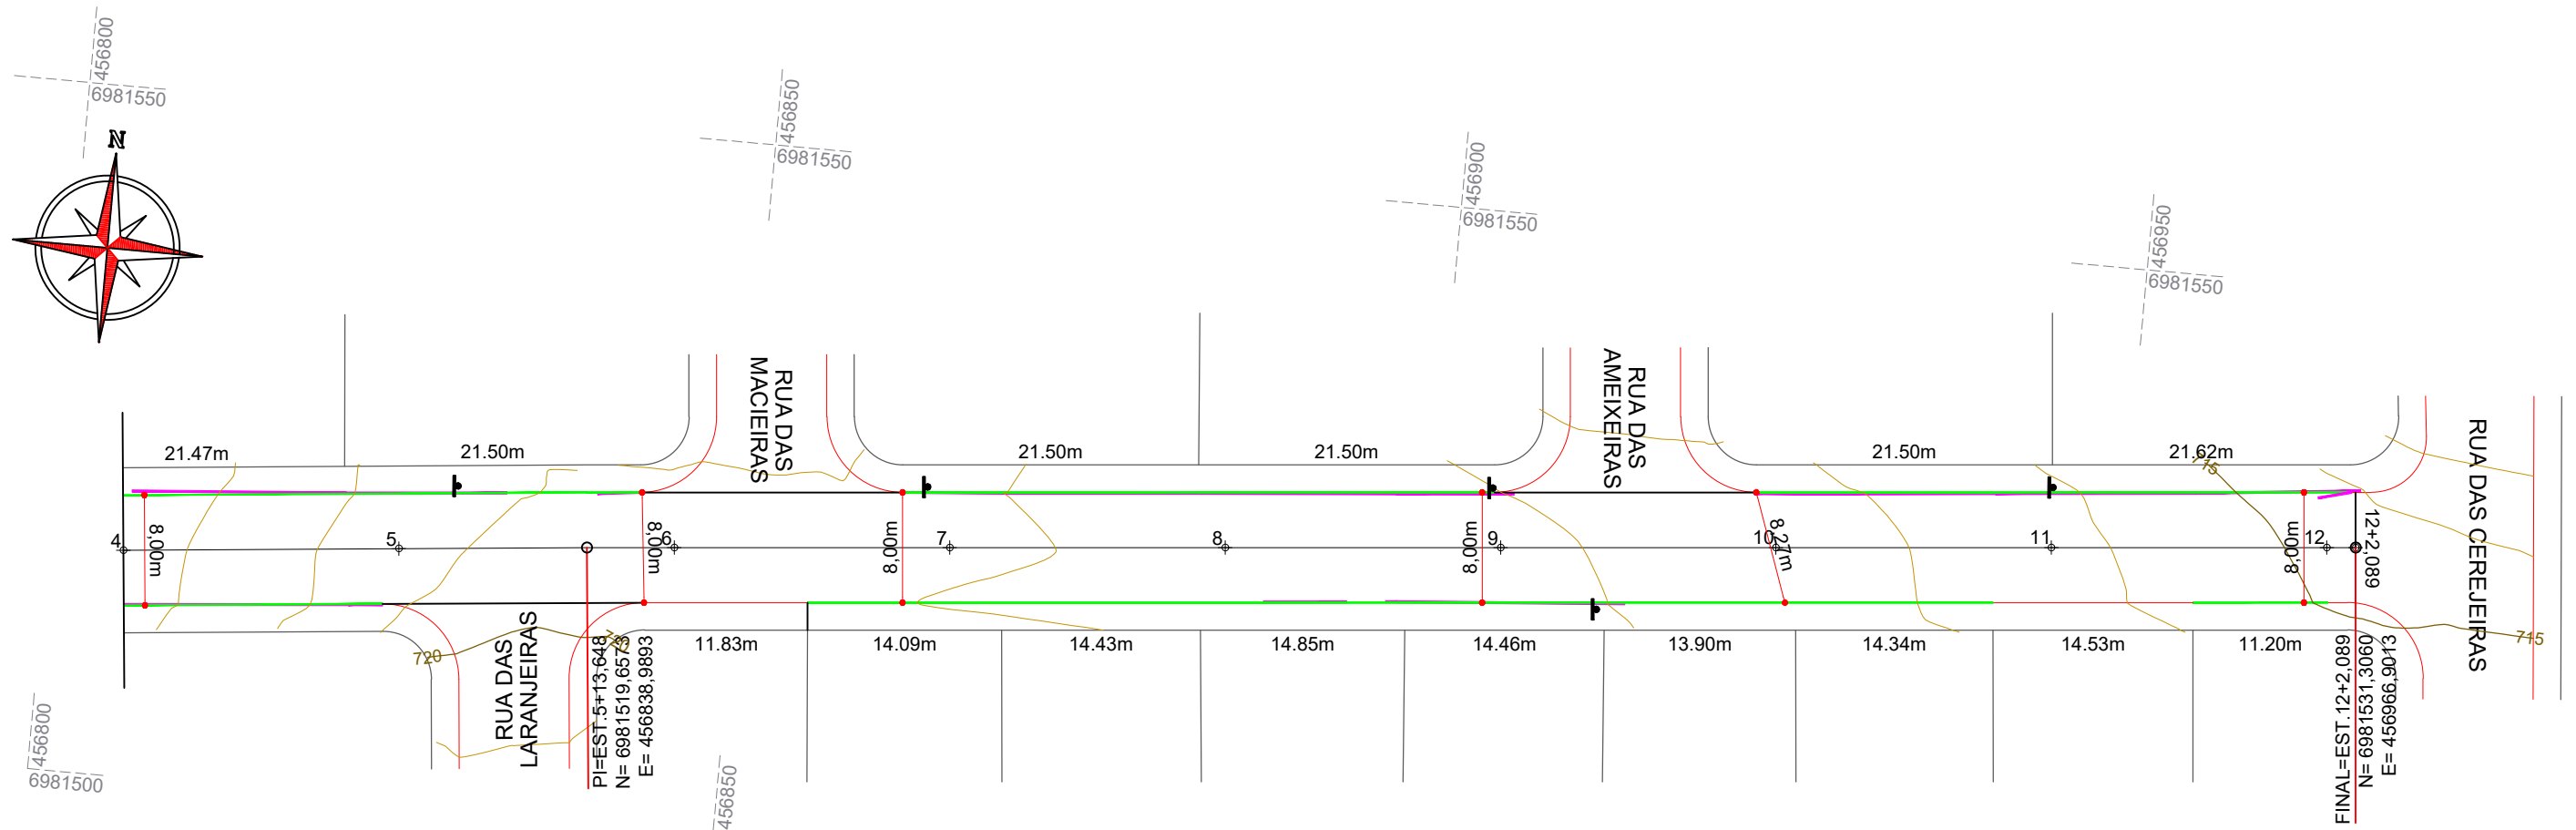 456800
6981550
456850
6981550
456900
6981550
456950
6981550
N
RUA DAS
MACIEIRAS
RUA DAS
AMEIXEIRAS
RUA DAS CEREJEIRAS
21.47m
21.50m
21.50m
21.50m
21.50m
21.62m
715
4
5
6
7
8
9
10
11
12
8,00m
8,00m
8,00m
8,00m
8,27m
8,00m
12+2,089
720
720
715
RUA DAS
LARANJEIRAS
PI=EST.5+13,648
N= 6981519,6578
E= 456838,9893
11.83m
14.09m
14.43m
14.85m
14.46m
13.90m
14.34m
14.53m
11.20m
FINAL=EST.12+2,089
N= 6981531,3060
E= 456966,9013
456800
6981500
456850